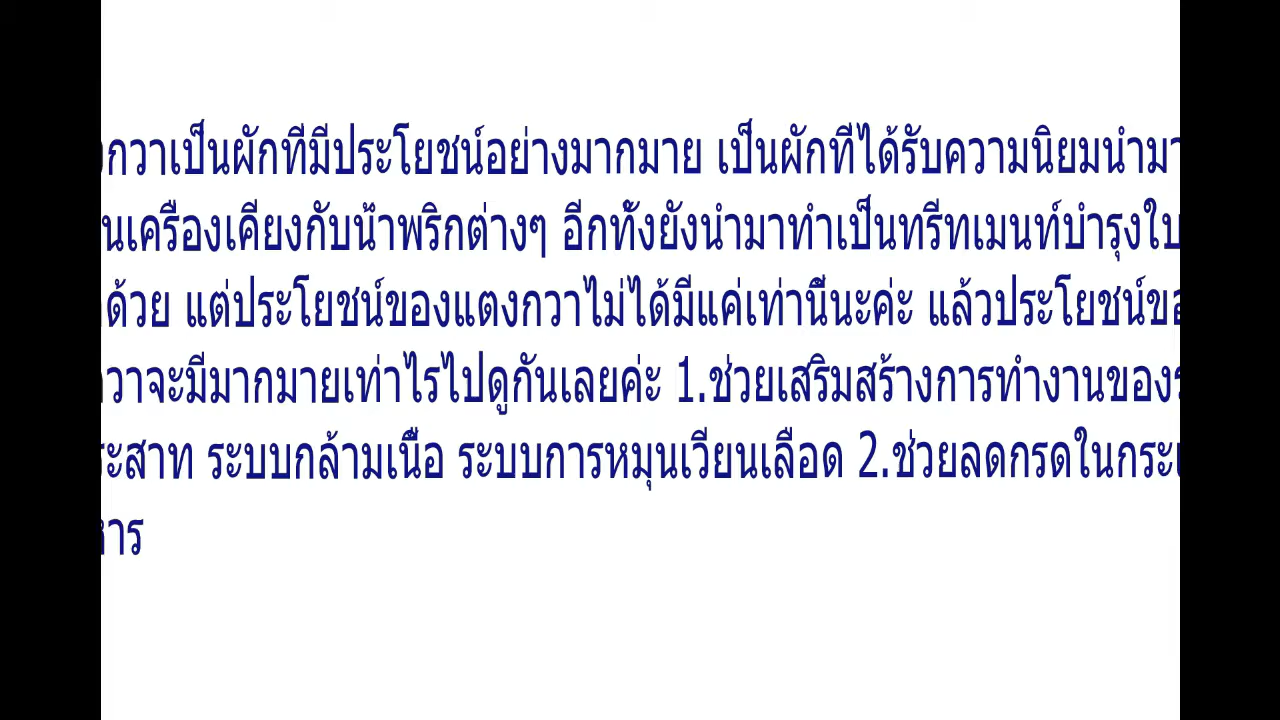 กวาเป็นผักที่มีประโยชน์อย่างมากมาย เป็นผักที่ได้รับความนิยมนำมา
นเครื่องเคียงกับน้ำพริกต่างๆ อีกทั้งยังนำมาทำเป็นทรีทเมนท์บำรุงใบ
ด้วย แต่ประโยชน์ของแตงกวาไม่ได้มีแค่เท่านี้นะค่ะ แล้วประโยชน์ขอ
วาจะมีมากมายเท่าไรไปดูกันเลยค่ะ 1.ช่วยเสริมสร้างการทำงานของร
ระสาท ระบบกล้ามเนื้อ ระบบการหมุนเวียนเลือด 2.ช่วยลดกรดในกระเ
หาร